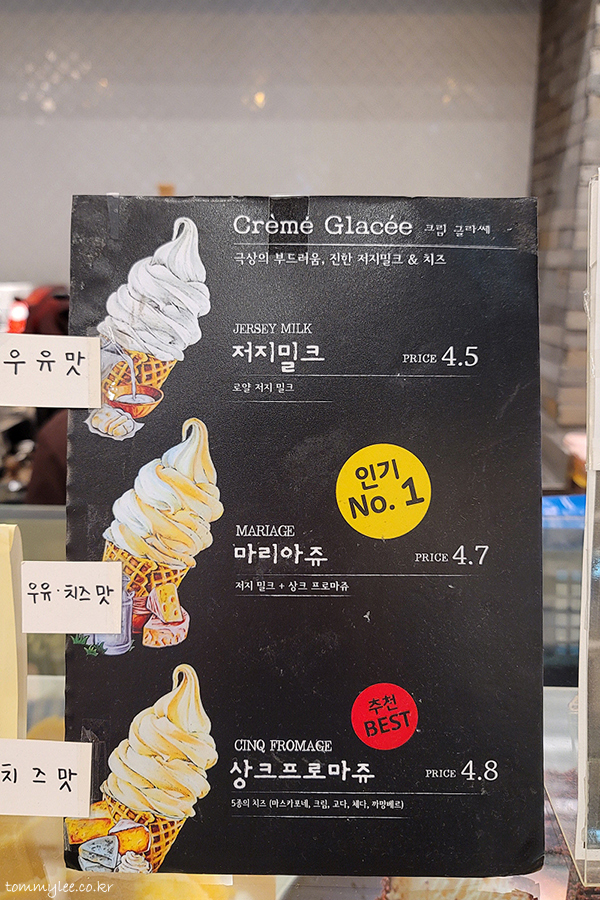 Crèmé Glacée 크림 글라쎄
극상의 부드러움, 진한 저지밀크 & 치즈
JERSEY MILK
저지밀크 PRICE 4.5
로얄 저지 밀크
우유맛
인기
No. 1
MARIAGE
마리아쥬 PRICE 4.7
저지 밀크 + 상크 프로마쥬
우유·치즈맛
추천
BEST
CINQ FROMAGE
상크프로마쥬 PRICE 4.8
5종의 치즈 (마스카포네, 크림, 고다, 체다, 까망베르)
치즈맛
tommylee.co.kr